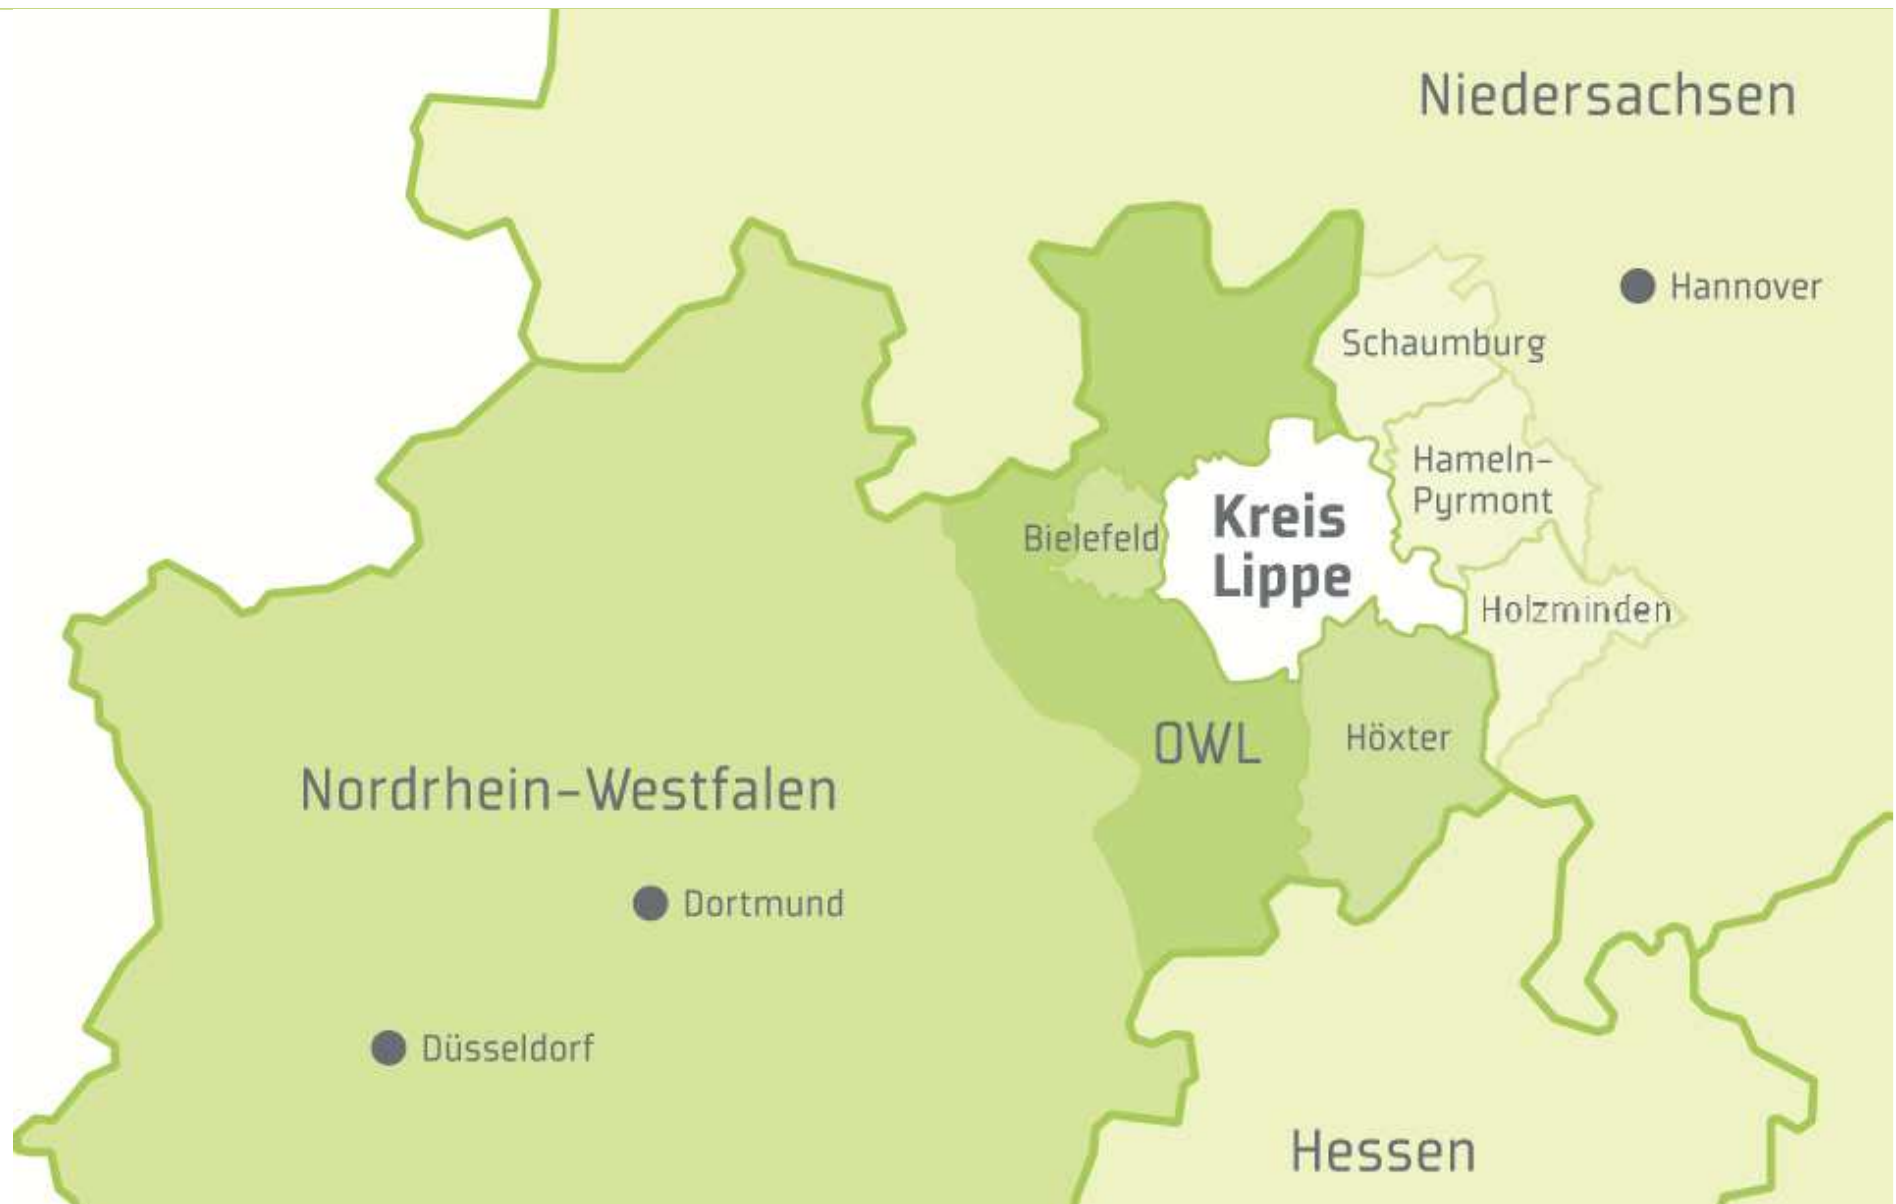 Niedersachsen
Hannover
Schaumburg
Hameln-
Pyrmont
Kreis
Lippe
Bielefeld
Holzminden
OWL
Höxter
Nordrhein-Westfalen
Dortmund
Düsseldorf
Hessen